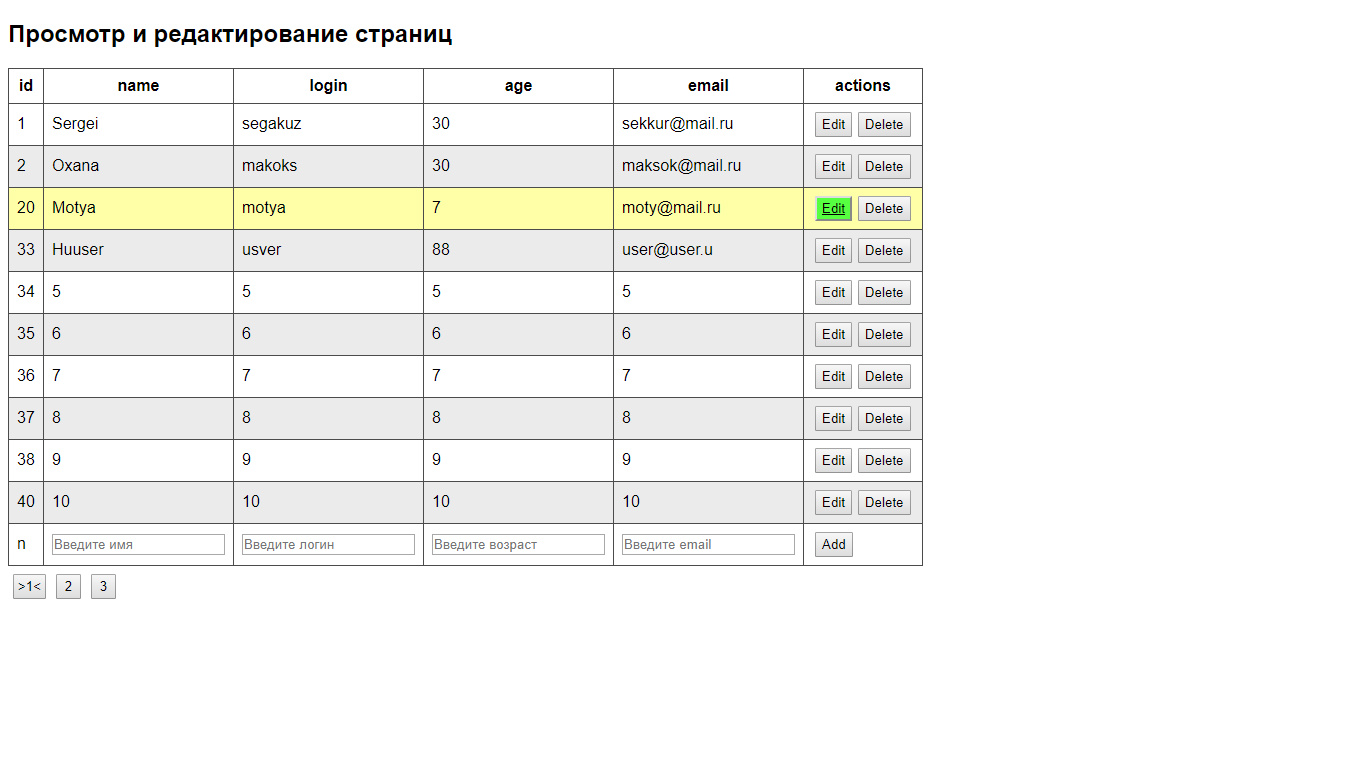 Просмотр и редактирование страниц
id name login age email actions
1 Sergei segakuz 30 sekkur@mail.ru Edit Delete
2 Oxana makoks 30 maksok@mail.ru Edit Delete
20 Motya motya 7 moty@mail.ru Edit Delete
33 Huuser usver 88 user@user.u Edit Delete
34 5 5 5 5 Edit Delete
35 6 6 6 6 Edit Delete
36 7 7 7 7 Edit Delete
37 8 8 8 8 Edit Delete
38 9 9 9 9 Edit Delete
40 10 10 10 10 Edit Delete
n Введите имя Введите логин Введите возраст Введите email Add
>1< 2 3